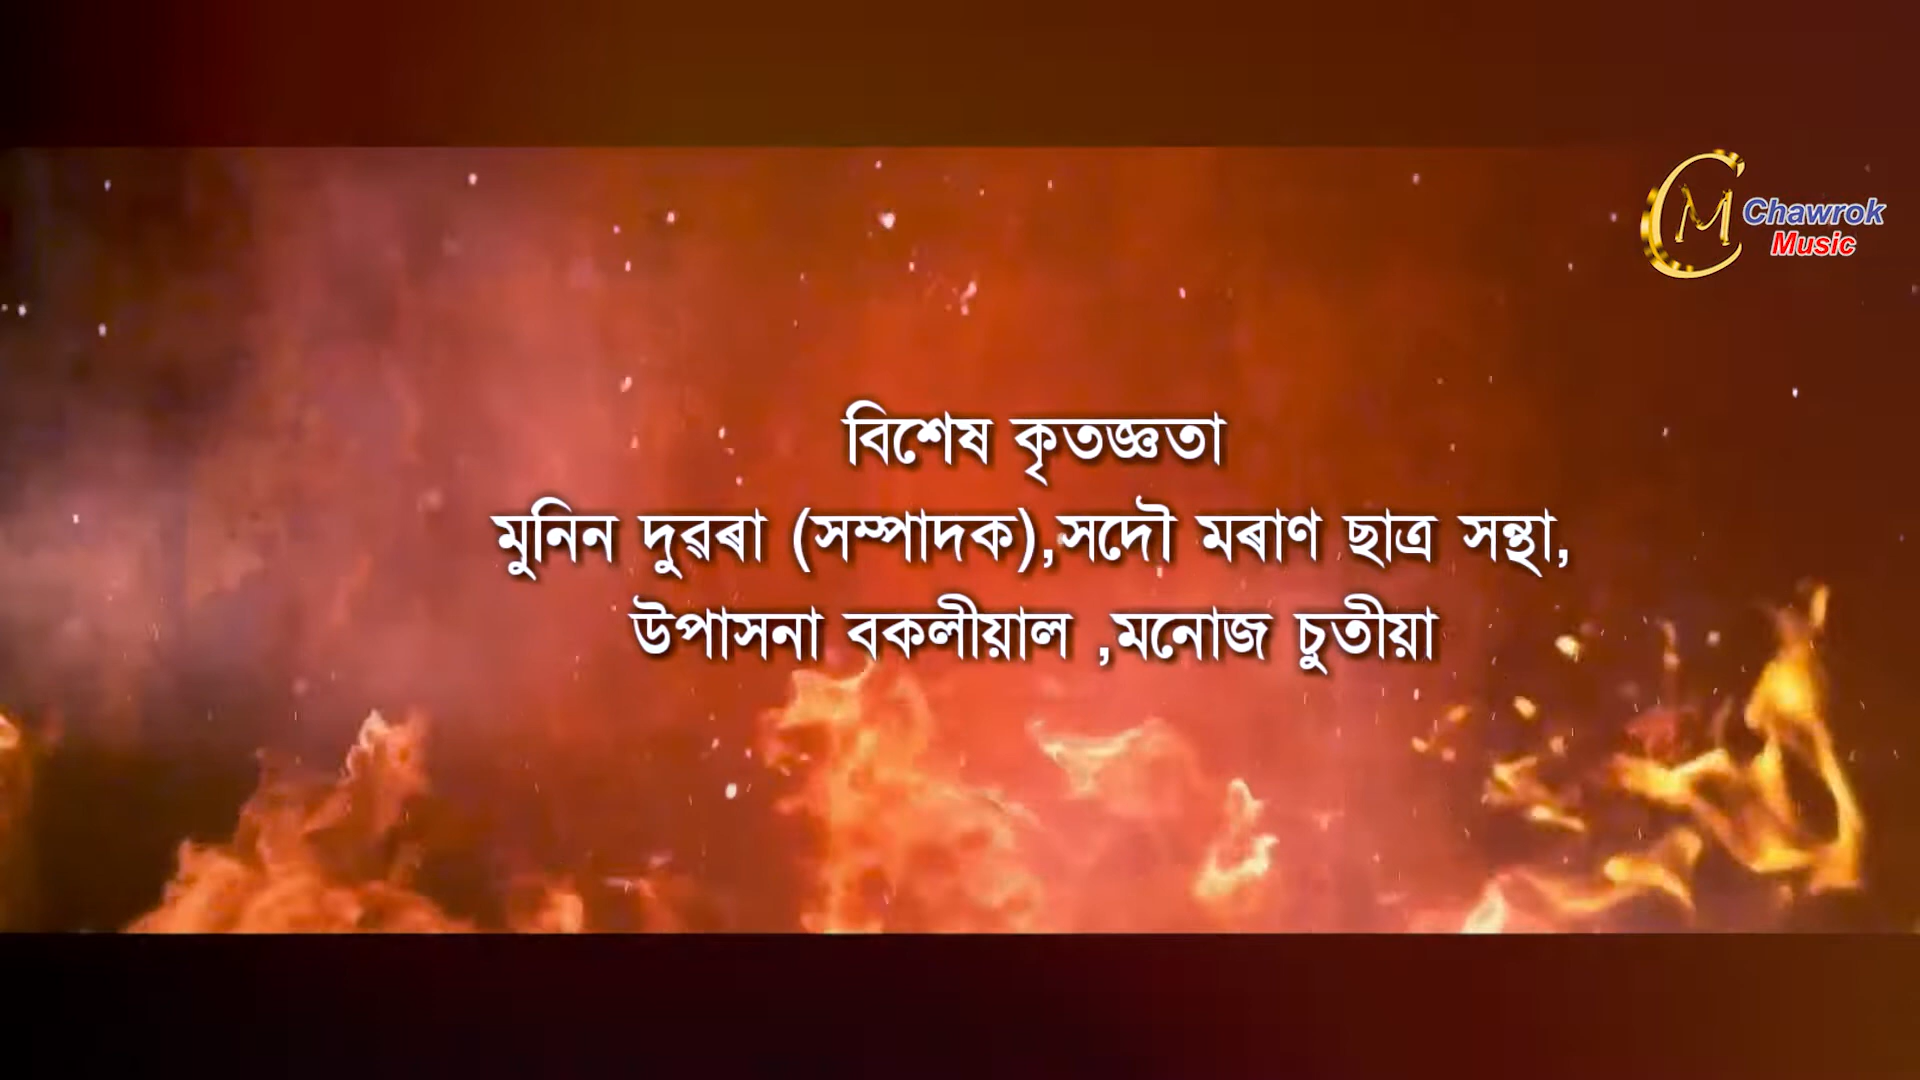 Chawrok
Music
বিশেষ কৃতজ্ঞতা
মুনিন দুৱৰা (সম্পাদক),সদৌ মৰাণ ছাত্ৰ সন্থা,
উপাসনা বকলীয়াল ,মনোজ চুতীয়া